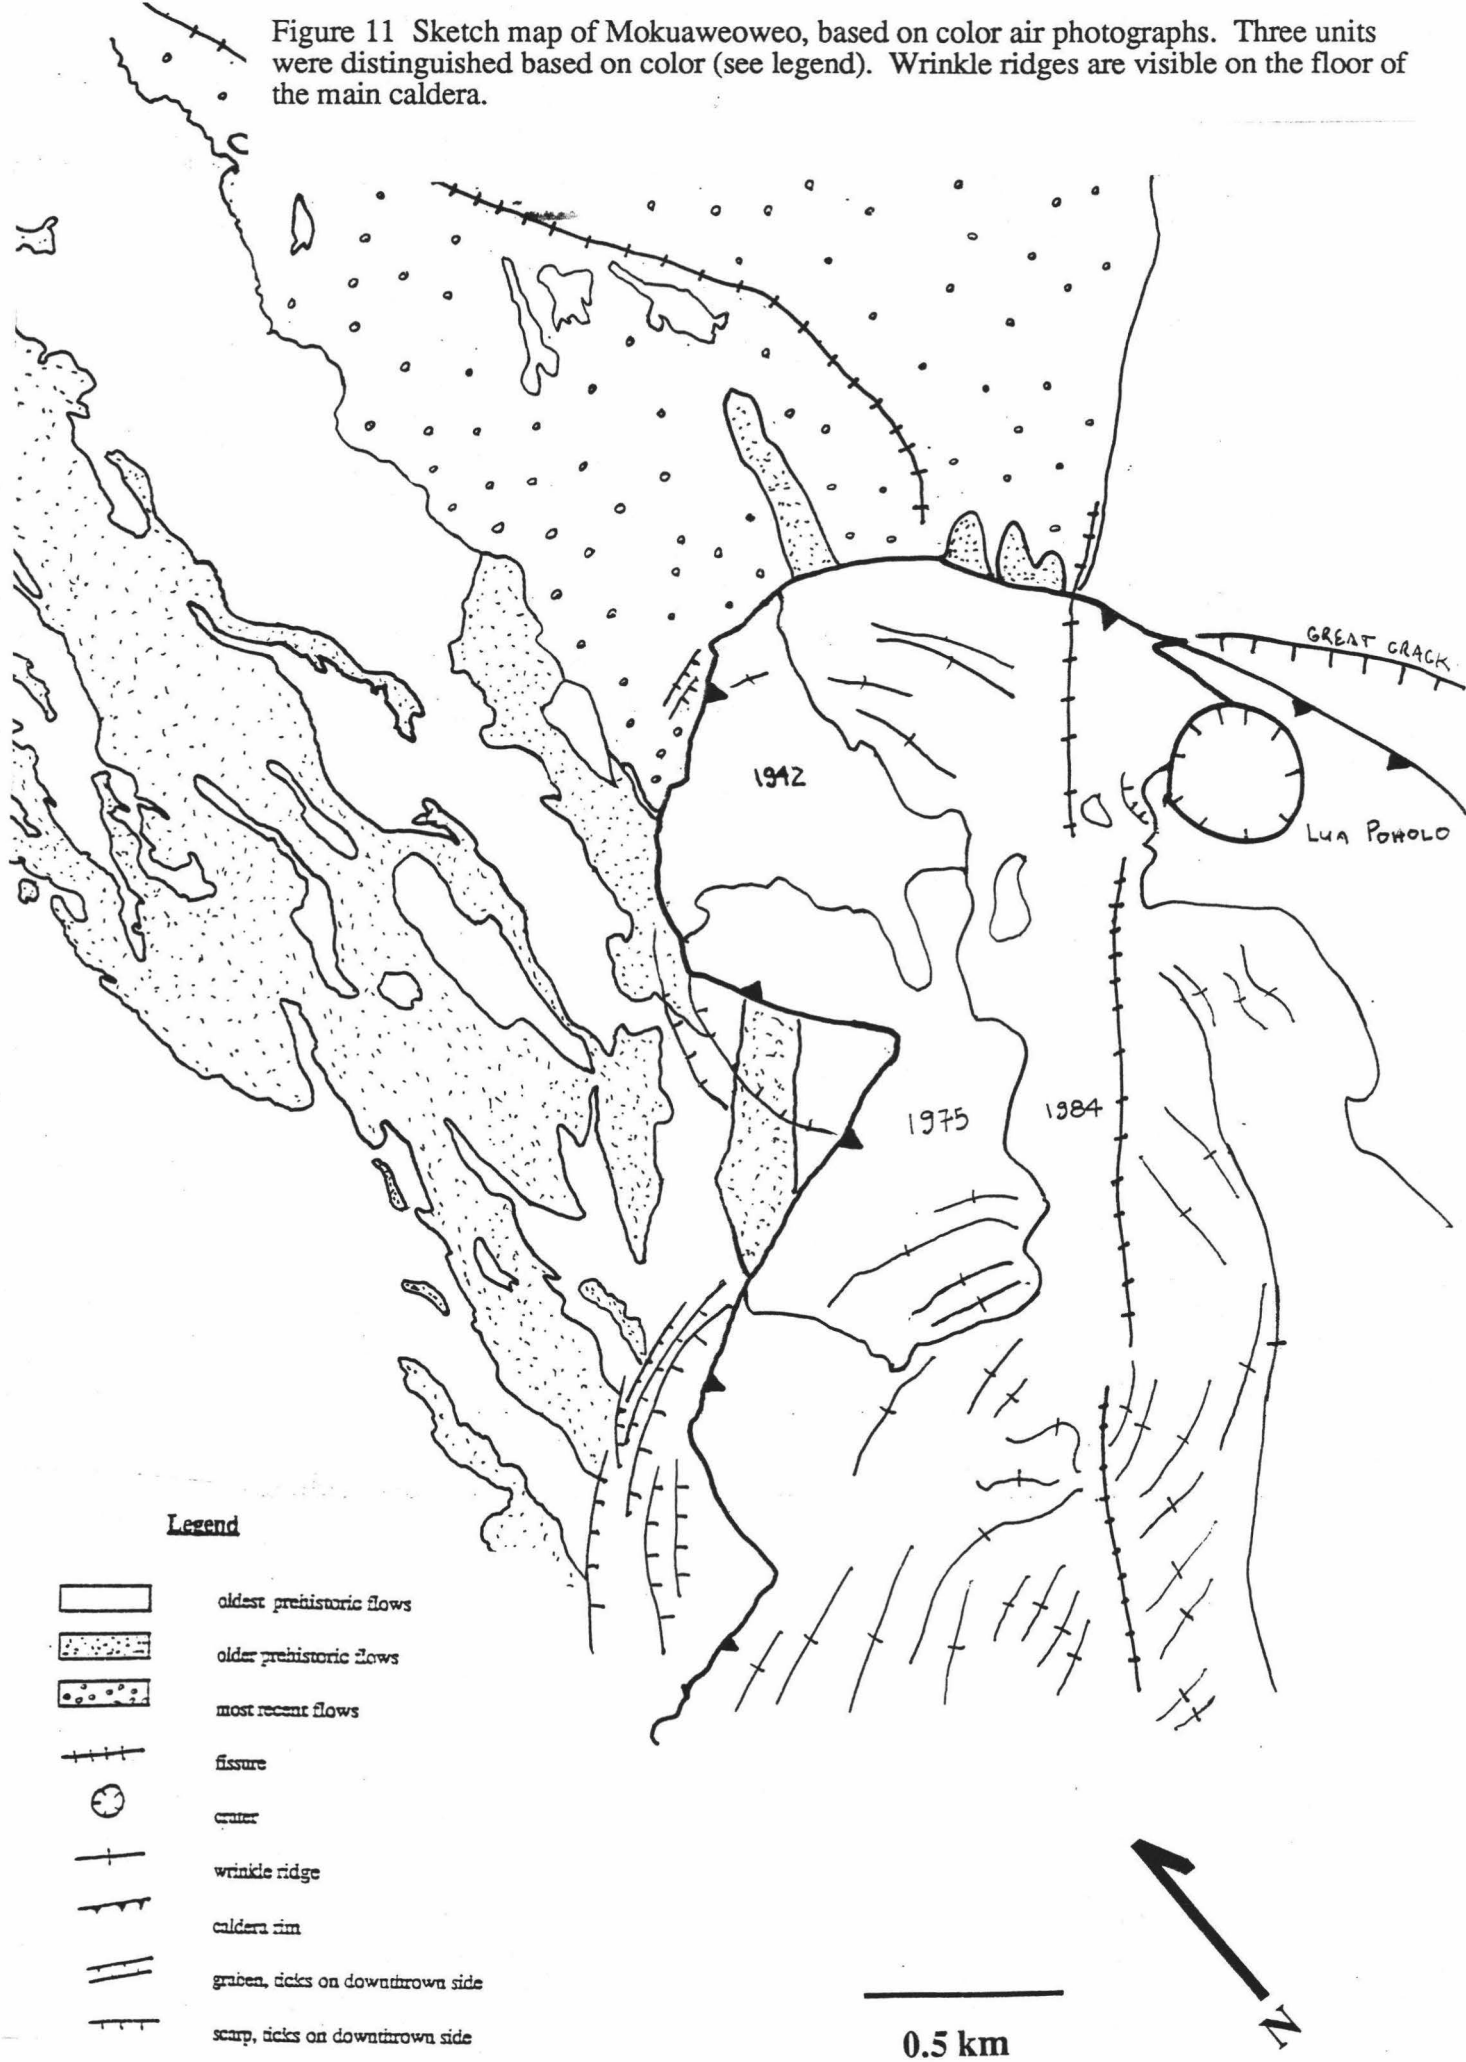 Figure 11 Sketch map of Mokuaweoweo, based on color air photographs. Three units
were distinguished based on color (see legend). Wrinkle ridges are visible on the floor of
the main caldera.
GREAT CRACK
1942
LUA POHOLO
1975
1984
Legend
oldest prehistoric flows
older prehistoric flows
most recent flows
fissure
crater
wrinkle ridge
caldera rim
graben, ticks on downthrown side
scarp, ticks on downthrown side
0.5 km
N